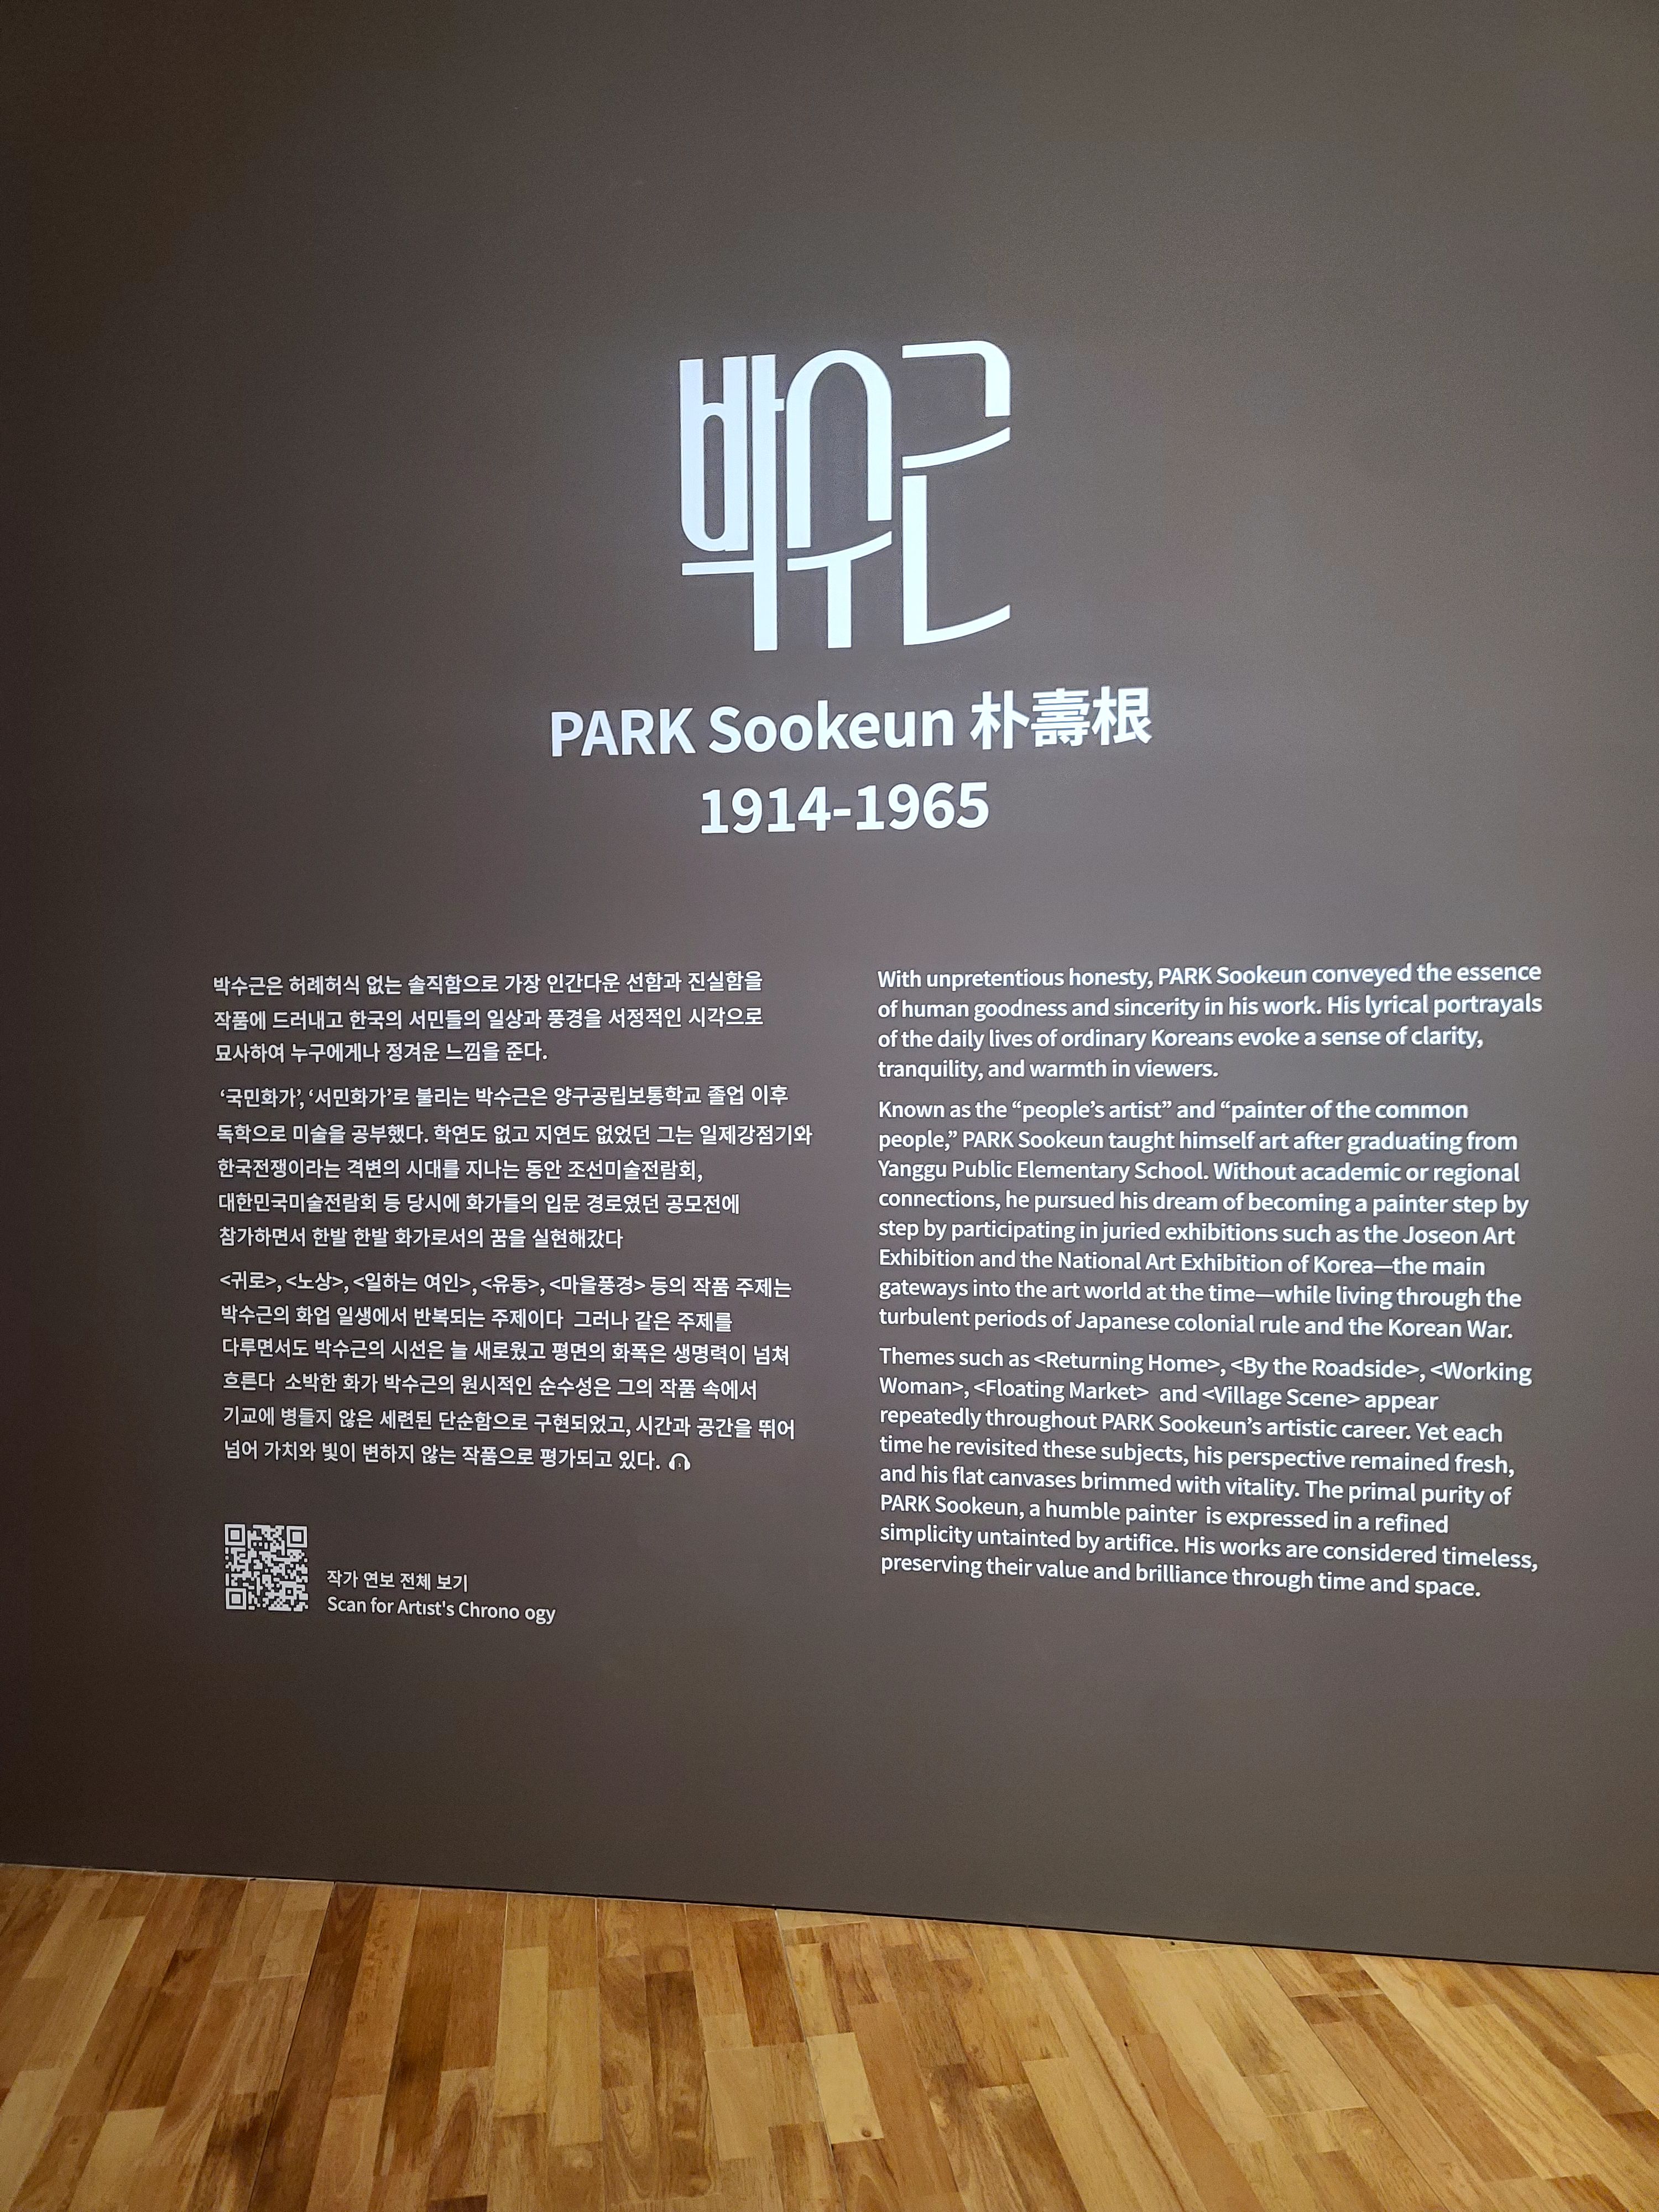 박수근
PARK Sookeun 朴壽根
1914-1965
박수근은 허례허식 없는 솔직함으로 가장 인간다운 선함과 진실함을
작품에 드러내고 한국의 서민들의 일상과 풍경을 서정적인 시각으로
묘사하여 누구에게나 정겨운 느낌을 준다.
‘국민화가’, ‘서민화가’로 불리는 박수근은 양구공립보통학교 졸업 이후
독학으로 미술을 공부했다. 학연도 없고 지연도 없었던 그는 일제강점기와
한국전쟁이라는 격변의 시대를 지나는 동안 조선미술전람회,
대한민국미술전람회 등 당시에 화가들의 입문 경로였던 공모전에
참가하면서 한발 한발 화가로서의 꿈을 실현해갔다
<귀로>, <노상>, <일하는 여인>, <유동>, <마을풍경> 등의 작품 주제는
박수근의 화업 일생에서 반복되는 주제이다 그러나 같은 주제를
다루면서도 박수근의 시선은 늘 새로웠고 평면의 화폭은 생명력이 넘쳐
흐른다 소박한 화가 박수근의 원시적인 순수성은 그의 작품 속에서
기교에 병들지 않은 세련된 단순함으로 구현되었고, 시간과 공간을 뛰어
넘어 가치와 빛이 변하지 않는 작품으로 평가되고 있다.
작가 연보 전체 보기
Scan for Artist's Chrono ogy
With unpretentious honesty, PARK Sookeun conveyed the essence
of human goodness and sincerity in his work. His lyrical portrayals
of the daily lives of ordinary Koreans evoke a sense of clarity,
tranquility, and warmth in viewers.
Known as the “people’s artist” and “painter of the common
people,” PARK Sookeun taught himself art after graduating from
Yanggu Public Elementary School. Without academic or regional
connections, he pursued his dream of becoming a painter step by
step by participating in juried exhibitions such as the Joseon Art
Exhibition and the National Art Exhibition of Korea—the main
gateways into the art world at the time—while living through the
turbulent periods of Japanese colonial rule and the Korean War.
Themes such as <Returning Home>, <By the Roadside>, <Working
Woman>, <Floating Market> and <Village Scene> appear
repeatedly throughout PARK Sookeun’s artistic career. Yet each
time he revisited these subjects, his perspective remained fresh,
and his flat canvases brimmed with vitality. The primal purity of
PARK Sookeun, a humble painter is expressed in a refined
simplicity untainted by artifice. His works are considered timeless,
preserving their value and brilliance through time and space.